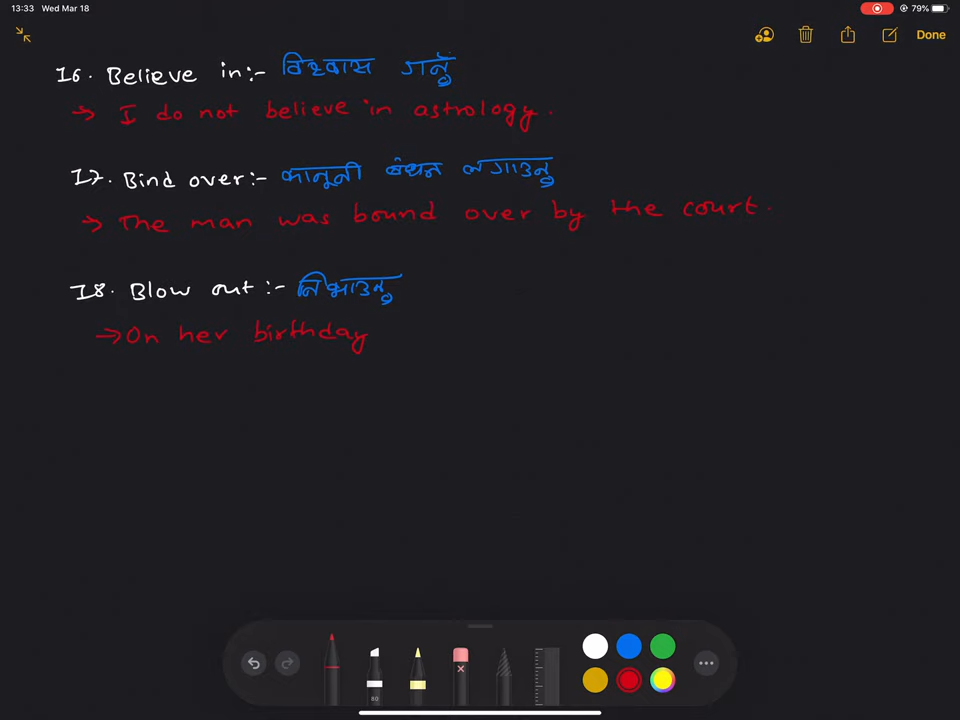 13:33 Wed Mar 18
79%
Done
16. Believe in:- विश्वास गर्नु
→ I do not believe in astrology.
17. Bind over:- कानूनी बंधन लगाउनु
→ The man was bound over by the court.
18. Blow out:- निभाउनु
→ On her birthday
80